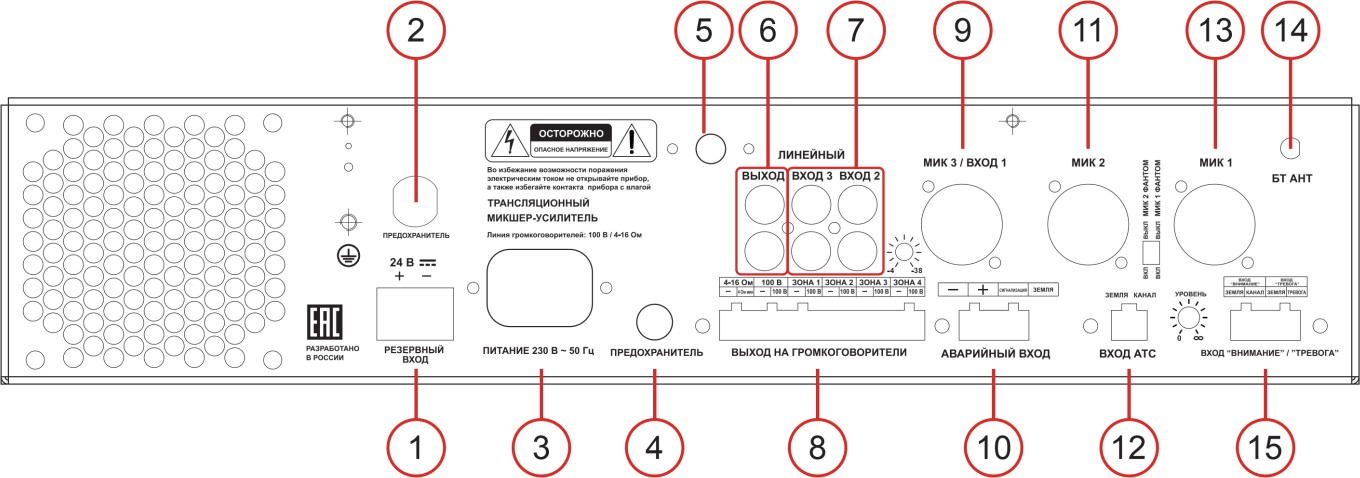 2
5
6
7
9
11
13
14
ОСТОРОЖНО
ОПАСНОЕ НАПРЯЖЕНИЕ
Во избежание возможности поражения
электрическим током не открывайте прибор,
а также избегайте контакта прибора с влагой
ТРАНСЛЯЦИОННЫЙ
МИКШЕР-УСИЛИТЕЛЬ
Линия громкоговорителей: 100 В / 4-16 Ом
ПРЕДОХРАНИТЕЛЬ
24 В
+ −
РЕЗЕРВНЫЙ
ВХОД
EAC
РАЗРАБОТАНО
В РОССИИ
ПИТАНИЕ 230 В ~ 50 Гц
ПРЕДОХРАНИТЕЛЬ
ЛИНЕЙНЫЙ
ВЫХОД ВХОД 3 ВХОД 2
-4 -38
4-16 Ом 100 В ЗОНА 1 ЗОНА 2 ЗОНА 3 ЗОНА 4
− 4 Ом мин − 100 В − 100 В − 100 В − 100 В − 100 В
ВЫХОД НА ГРОМКОГОВОРИТЕЛИ
МИК 3 / ВХОД 1
− + СИГНАЛИЗАЦИЯ ЗЕМЛЯ
АВАРИЙНЫЙ ВХОД
МИК 2
ВКЛ ВЫКЛ МИК 2 ФАНТОМ
ВКЛ ВЫКЛ МИК 1 ФАНТОМ
МИК 1
БТ АНТ
ЗЕМЛЯ КАНАЛ
ВХОД АТС
УРОВЕНЬ
0 ∞
ВХОД "ВНИМАНИЕ" ВХОД "ТРЕВОГА"
ЗЕМЛЯ КАНАЛ ЗЕМЛЯ ТРЕВОГА
ВХОД "ВНИМАНИЕ" / "ТРЕВОГА"
1
3
4
8
10
12
15